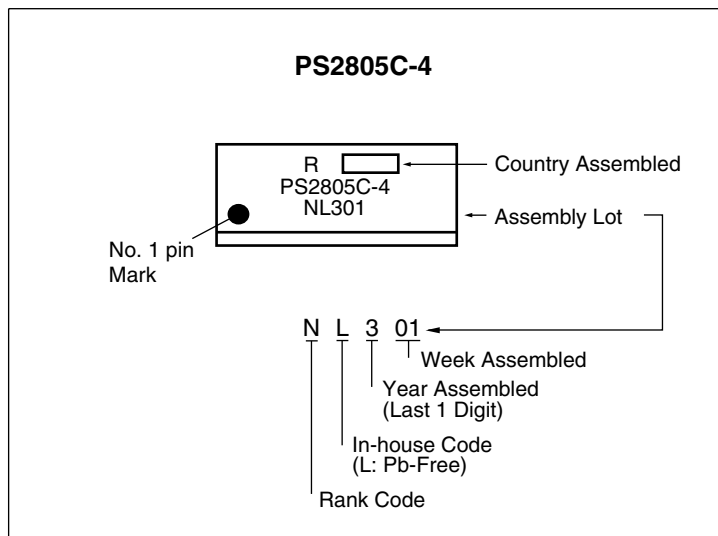 PS2805C-4
R
Country Assembled
PS2805C-4
NL301
Assembly Lot
No. 1 pin
Mark
N L 3 01
Week Assembled
Year Assembled
(Last 1 Digit)
In-house Code
(L: Pb-Free)
Rank Code